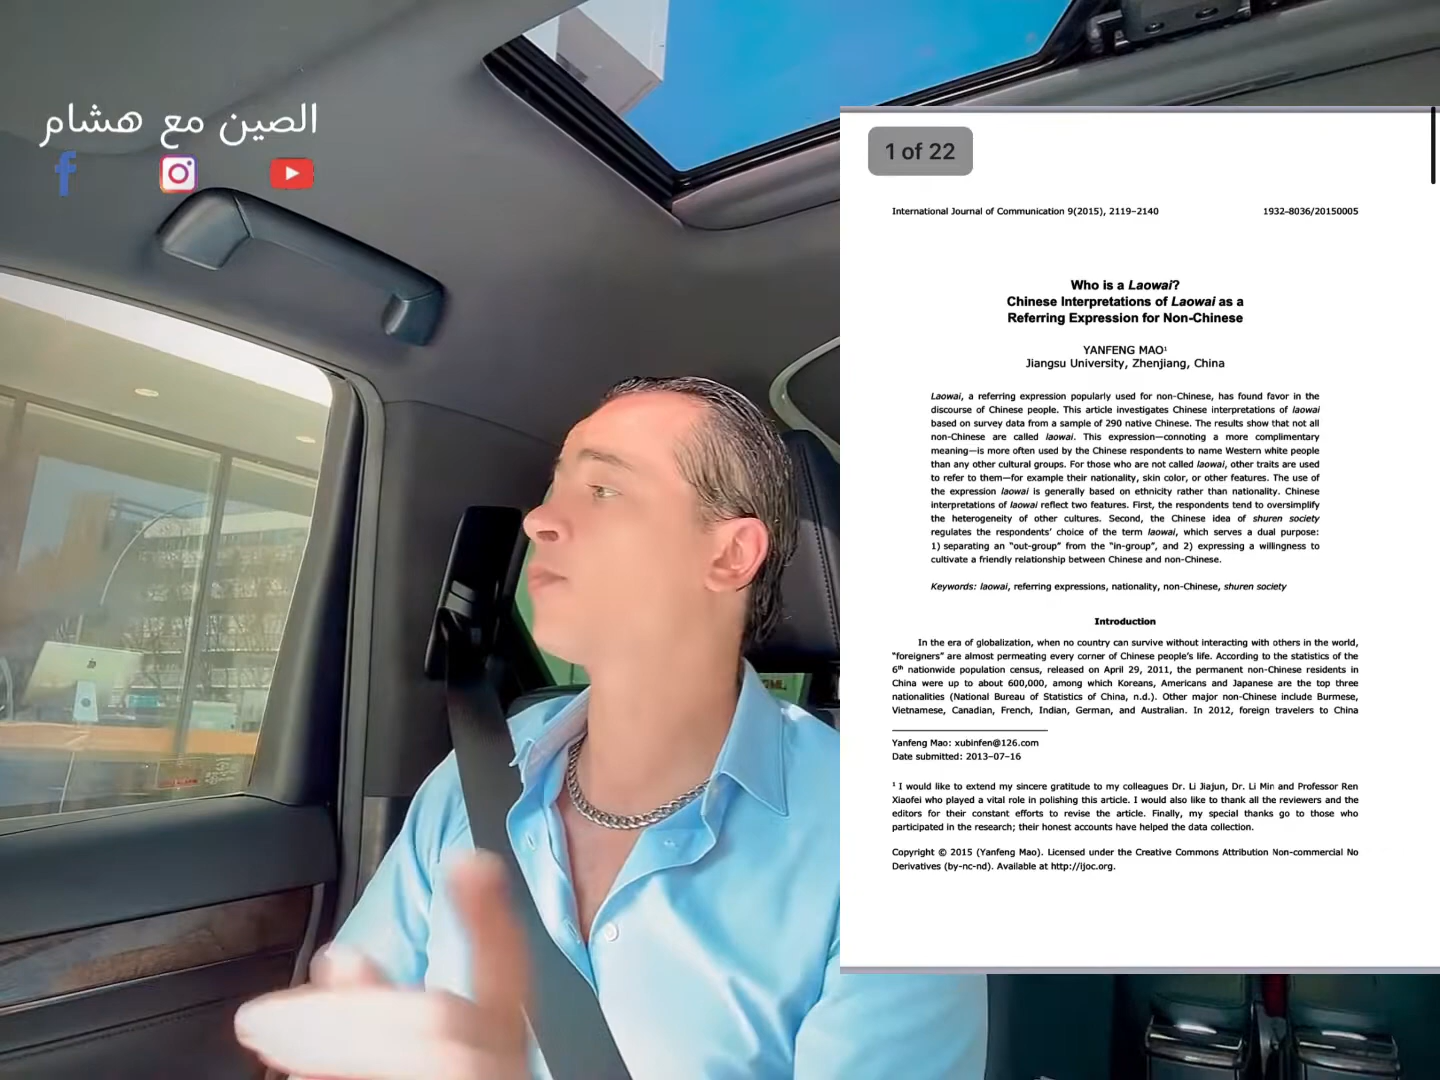 الصين مع هشام
1 of 22
International Journal of Communication 9(2015), 2119–2140 1932–8036/20150005
Who is a Laowai?
Chinese Interpretations of Laowai as a
Referring Expression for Non-Chinese
YANFENG MAO¹
Jiangsu University, Zhenjiang, China
Laowai, a referring expression popularly used for non-Chinese, has found favor in the
discourse of Chinese people. This article investigates Chinese interpretations of laowai
based on survey data from a sample of 290 native Chinese. The results show that not all
non-Chinese are called laowai. This expression—connoting a more complimentary
meaning—is more often used by the Chinese respondents to name Western white people
than any other cultural groups. For those who are not called laowai, other traits are used
to refer to them—for example their nationality, skin color, or other features. The use of
the expression laowai is generally based on ethnicity rather than nationality. Chinese
interpretations of laowai reflect two features. First, the respondents tend to oversimplify
the heterogeneity of other cultures. Second, the Chinese idea of shuren society
regulates the respondents’ choice of the term laowai, which serves a dual purpose:
1) separating an “out-group” from the “in-group”, and 2) expressing a willingness to
cultivate a friendly relationship between Chinese and non-Chinese.
Keywords: laowai, referring expressions, nationality, non-Chinese, shuren society
Introduction
In the era of globalization, when no country can survive without interacting with others in the world,
“foreigners” are almost permeating every corner of Chinese people’s life. According to the statistics of the
6th nationwide population census, released on April 29, 2011, the permanent non-Chinese residents in
China were up to about 600,000, among which Koreans, Americans and Japanese are the top three
nationalities (National Bureau of Statistics of China, n.d.). Other major non-Chinese include Burmese,
Vietnamese, Canadian, French, Indian, German, and Australian. In 2012, foreign travelers to China
Yanfeng Mao: xubinfen@126.com
Date submitted: 2013–07–16
¹ I would like to extend my sincere gratitude to my colleagues Dr. Li Jiajun, Dr. Li Min and Professor Ren
Xiaofei who played a vital role in polishing this article. I would also like to thank all the reviewers and the
editors for their constant efforts to revise the article. Finally, my special thanks go to those who
participated in the research; their honest accounts have helped the data collection.
Copyright © 2015 (Yanfeng Mao). Licensed under the Creative Commons Attribution Non-commercial No
Derivatives (by-nc-nd). Available at http://ijoc.org.